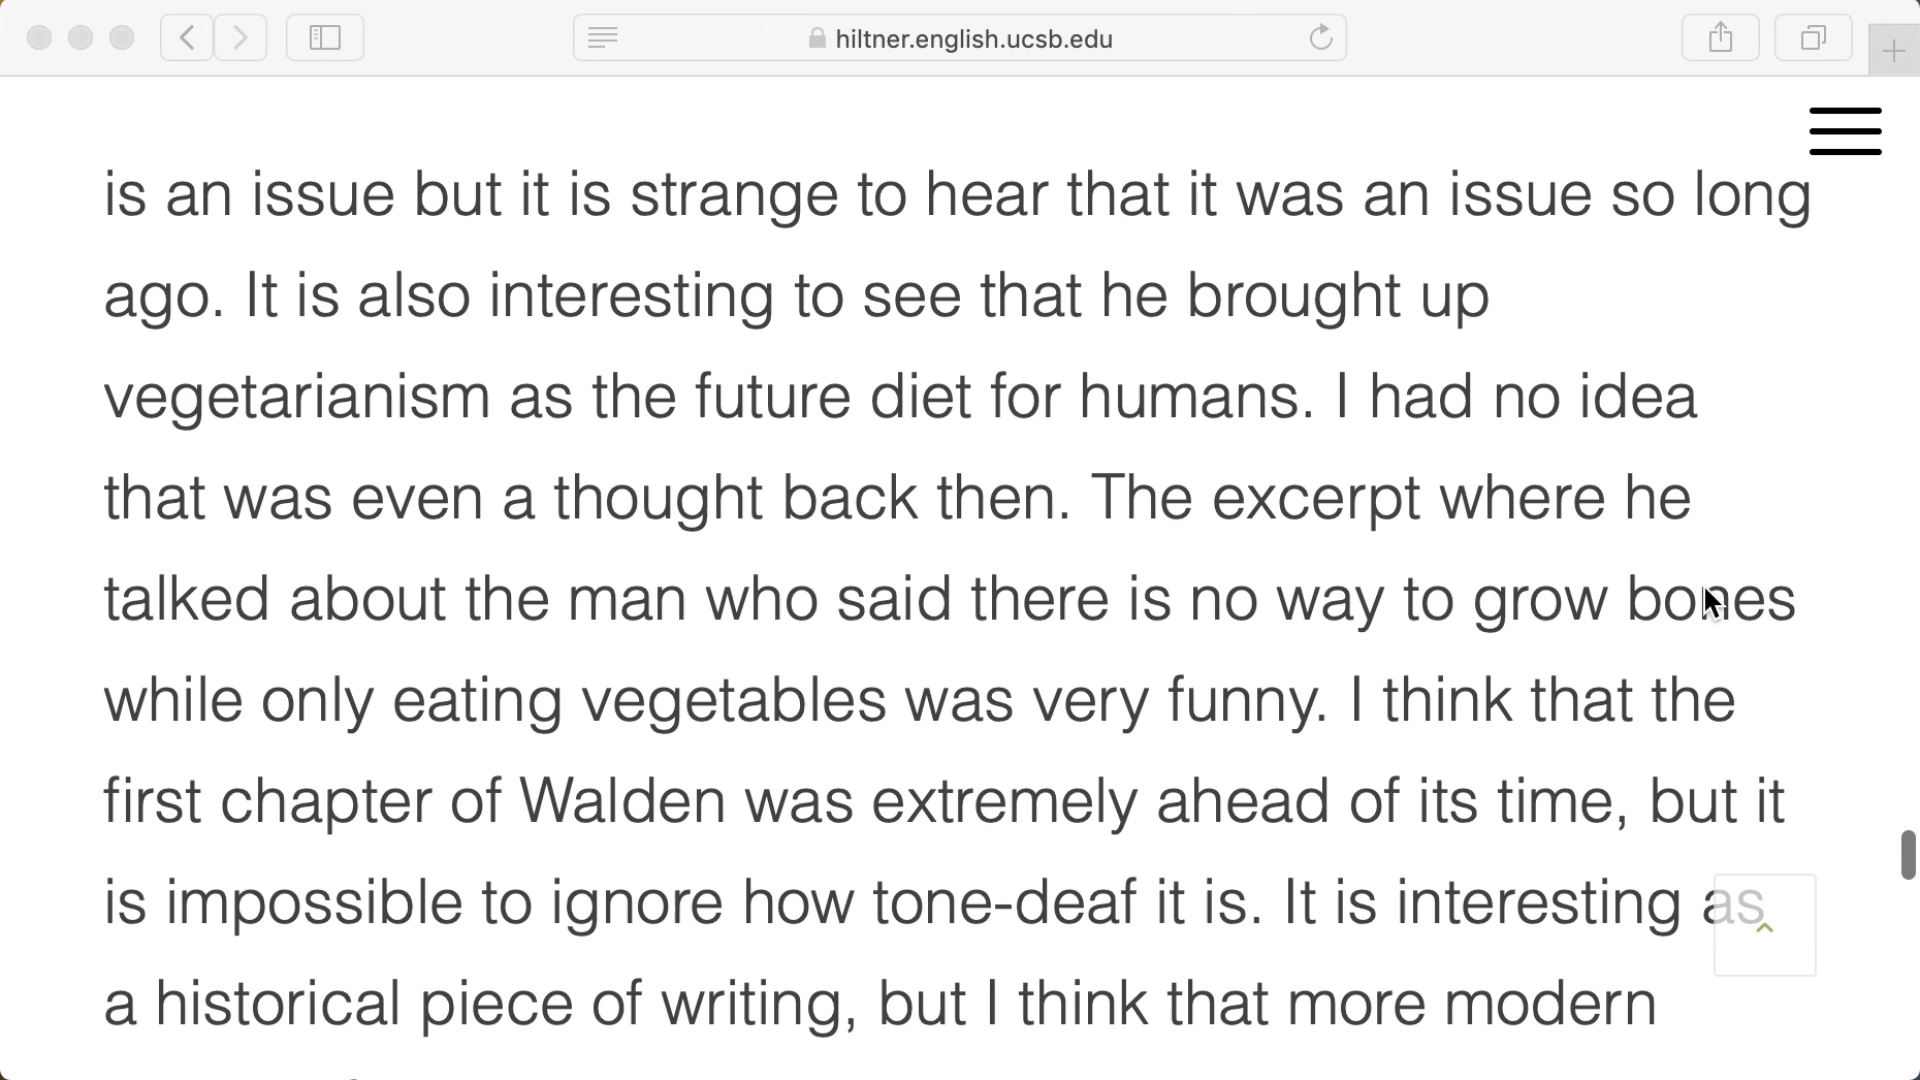 hiltner.english.ucsb.edu
is an issue but it is strange to hear that it was an issue so long
ago. It is also interesting to see that he brought up
vegetarianism as the future diet for humans. I had no idea
that was even a thought back then. The excerpt where he
talked about the man who said there is no way to grow bones
while only eating vegetables was very funny. I think that the
first chapter of Walden was extremely ahead of its time, but it
is impossible to ignore how tone-deaf it is. It is interesting as
a historical piece of writing, but I think that more modern